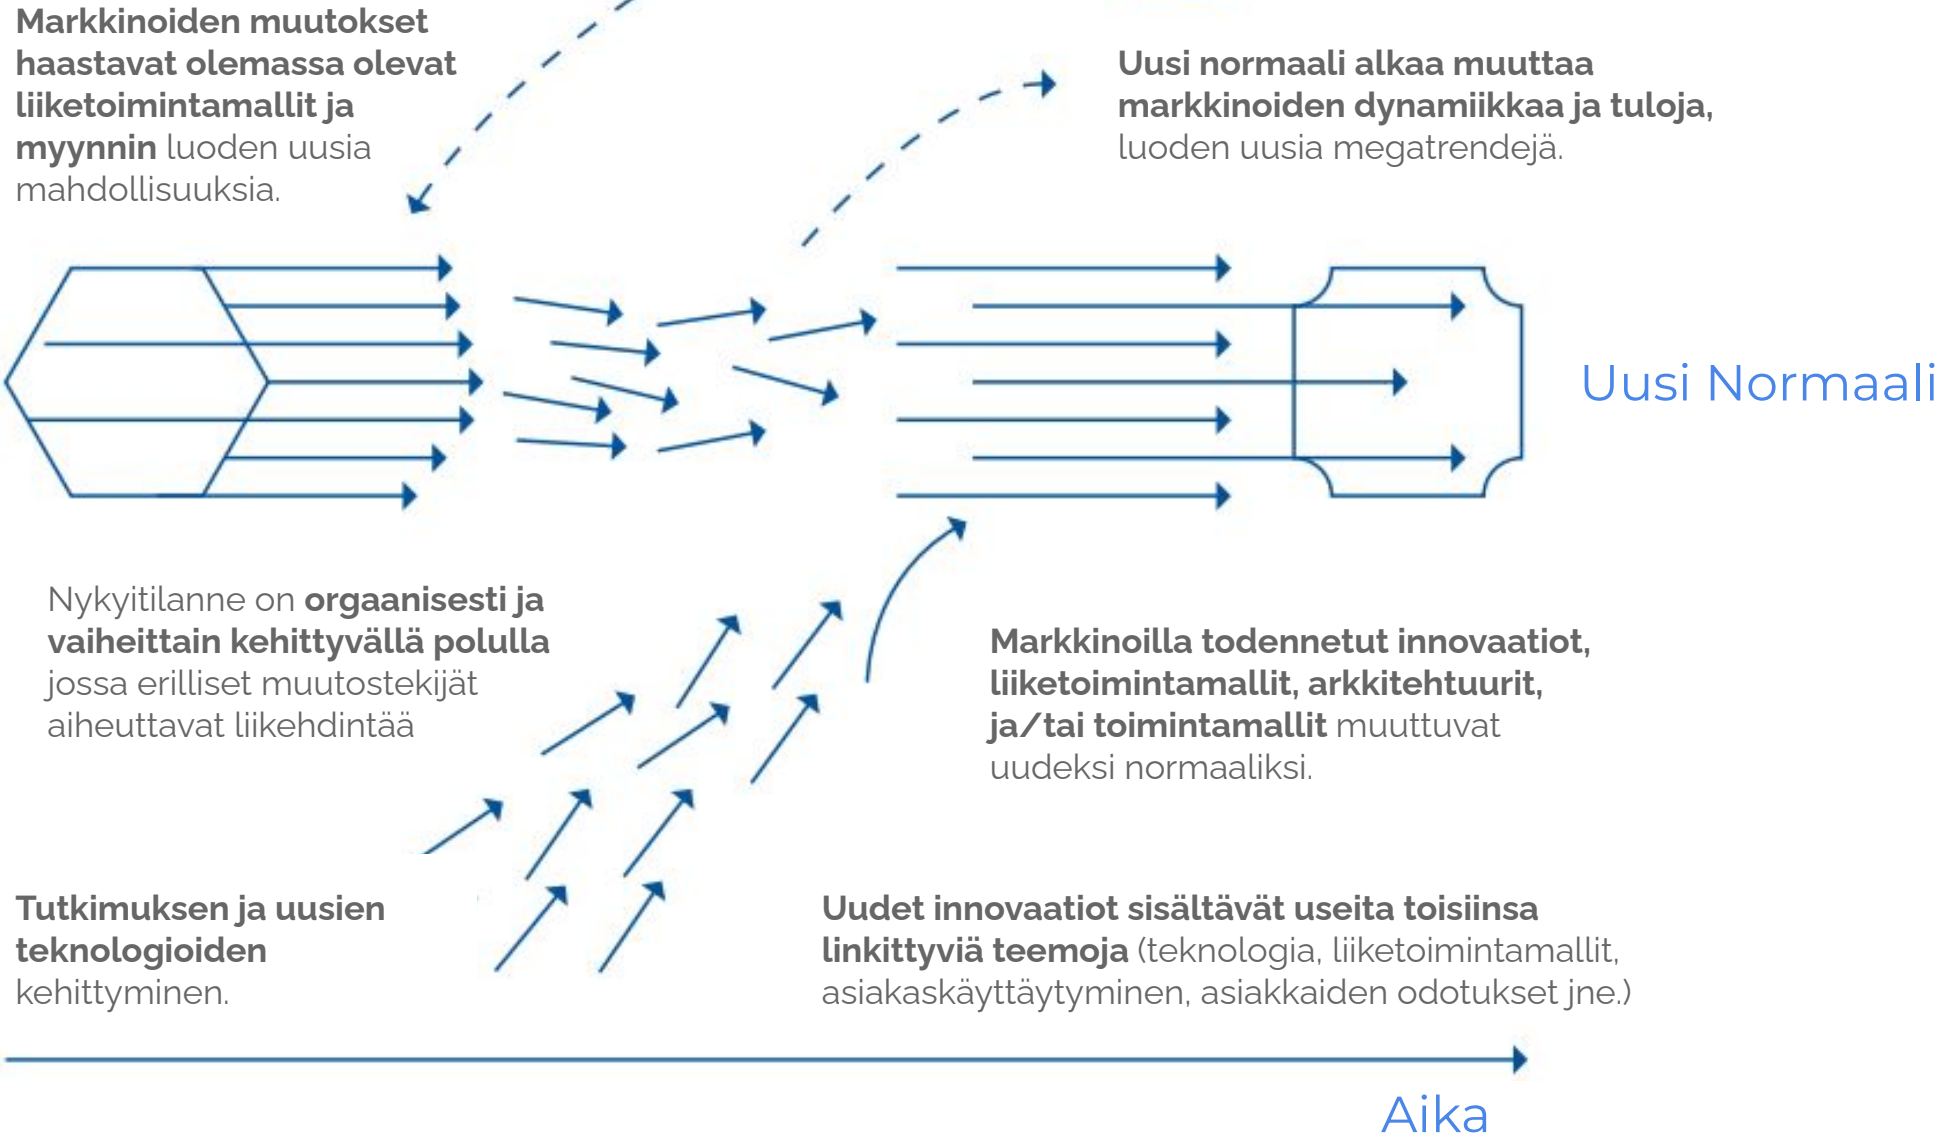 Markkinoiden muutokset
haastavat olemassa olevat
liiketoimintamallit ja
myynnin luoden uusia
mahdollisuuksia.
Uusi normaali alkaa muuttaa
markkinoiden dynamiikkaa ja tuloja,
luoden uusia megatrendejä.
Uusi Normaali
Nykyitilanne on orgaanisesti ja
vaiheittain kehittyvällä polulla
jossa erilliset muutostekijät
aiheuttavat liikehdintää
Markkinoilla todennetut innovaatiot,
liiketoimintamallit, arkkitehtuurit,
ja/tai toimintamallit muuttuvat
uudeksi normaaliksi.
Tutkimuksen ja uusien
teknologioiden
kehittyminen.
Uudet innovaatiot sisältävät useita toisiinsa
linkittyviä teemoja (teknologia, liiketoimintamallit,
asiakaskäyttäytyminen, asiakkaiden odotukset jne.)
Aika